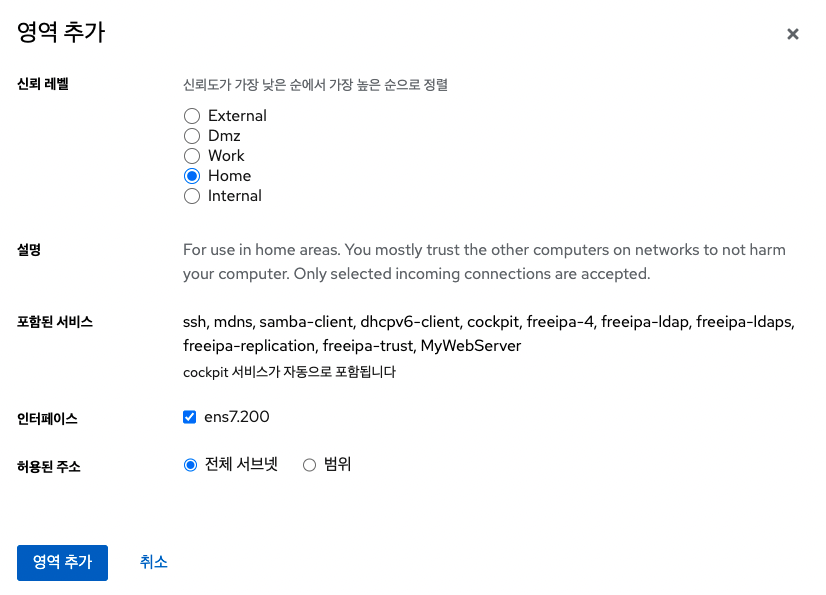 영역 추가
신뢰 레벨
신뢰도가 가장 낮은 순에서 가장 높은 순으로 정렬
External
Dmz
Work
Home
Internal
설명
For use in home areas. You mostly trust the other computers on networks to not harm
your computer. Only selected incoming connections are accepted.
포함된 서비스
ssh, mdns, samba-client, dhcpv6-client, cockpit, freeipa-4, freeipa-ldap, freeipa-ldaps,
freeipa-replication, freeipa-trust, MyWebServer
cockpit 서비스가 자동으로 포함됩니다
인터페이스
ens7.200
허용된 주소
전체 서브넷 범위
영역 추가 취소